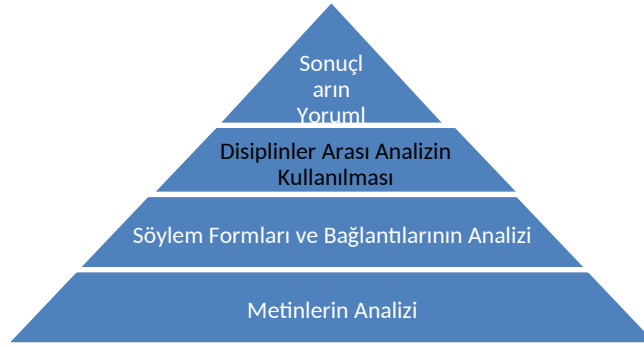 Sonuçl
arın
Yoruml
Disiplinler Arası Analizin
Kullanılması
Söylem Formları ve Bağlantılarının Analizi
Metinlerin Analizi